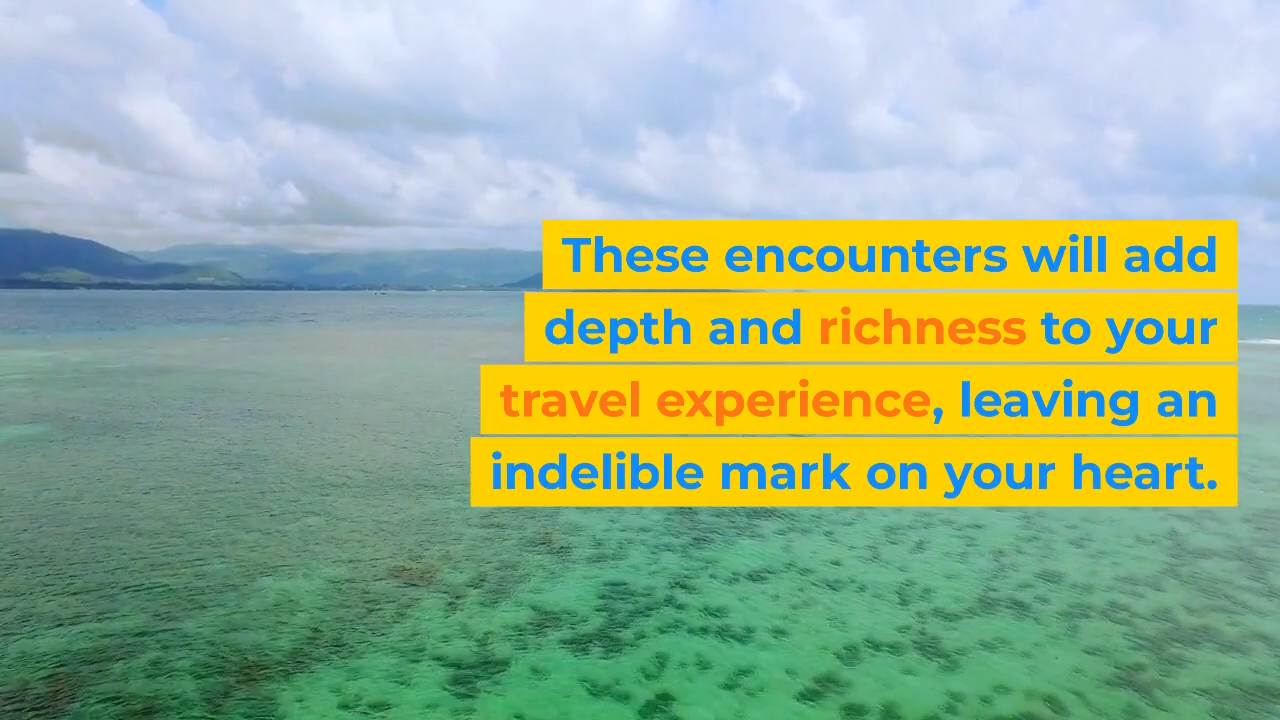 These encounters will add
depth and richness to your
travel experience, leaving an
indelible mark on your heart.